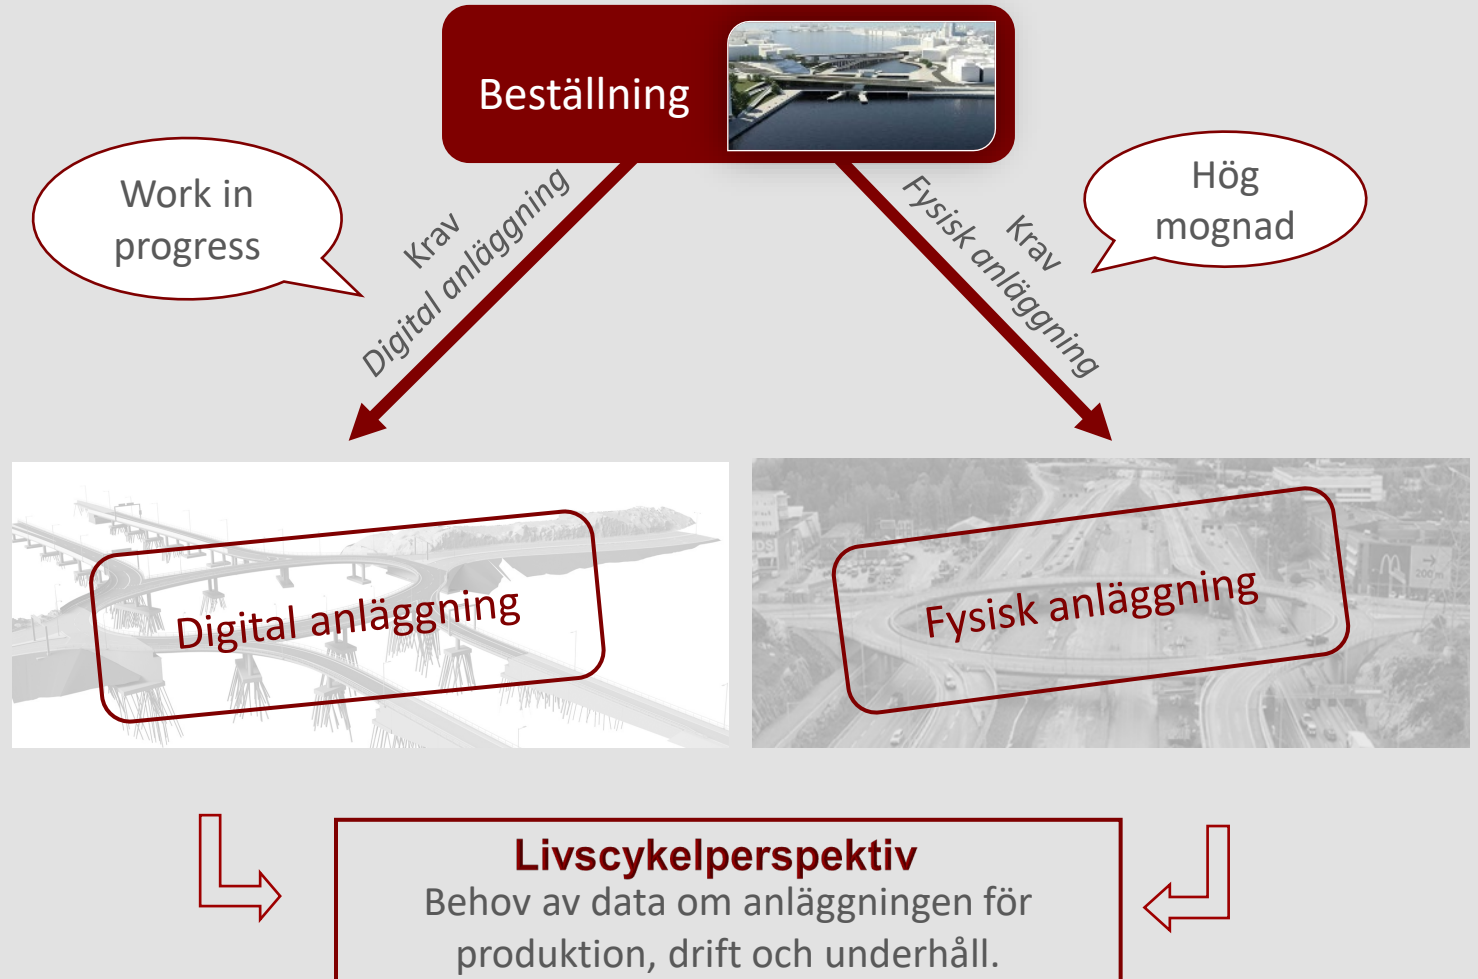 Beställning
Work in
progress
Krav
Digital anläggning
Krav
Fysisk anläggning
Hög
mognad
Digital anläggning
Fysisk anläggning
200 m
Livscykelperspektiv
Behov av data om anläggningen för
produktion, drift och underhåll.